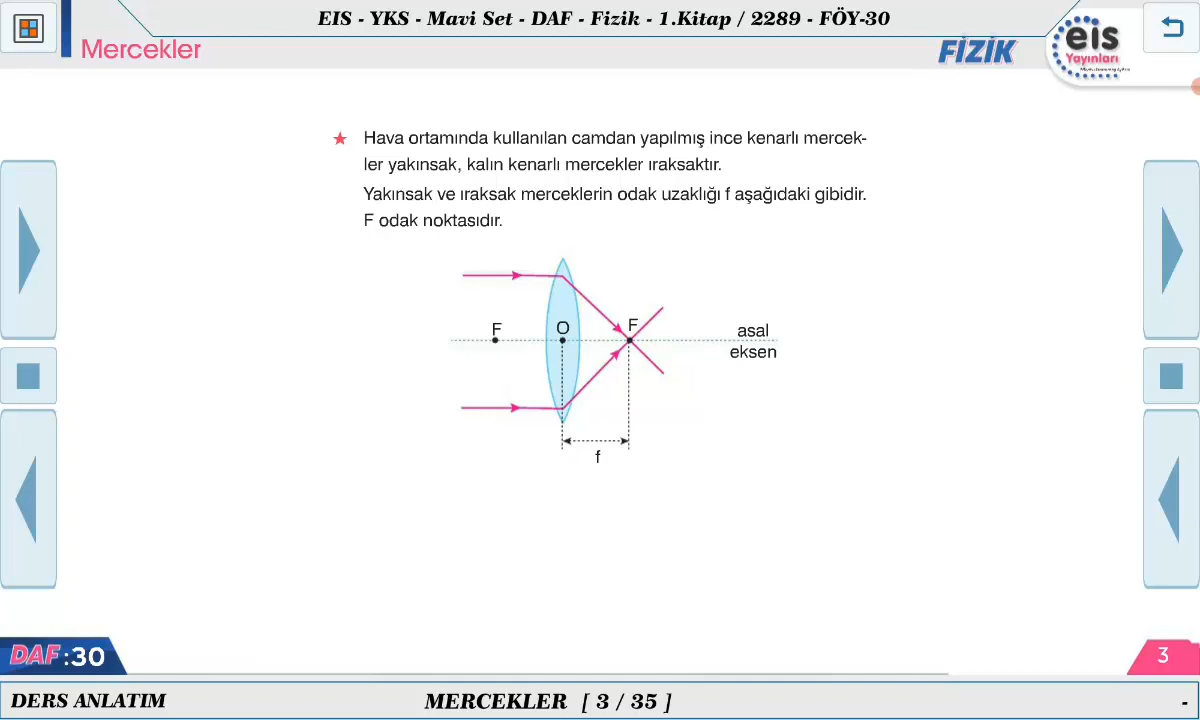 EIS - YKS - Mavi Set - DAF - Fizik - 1.Kitap / 2289 - FÖY-30
Mercekler
FİZİK
eis
Yayınları
★ Hava ortamında kullanılan camdan yapılmış ince kenarlı mercek-
ler yakınsak, kalın kenarlı mercekler ıraksaktır.
Yakınsak ve ıraksak merceklerin odak uzaklığı f aşağıdaki gibidir.
F odak noktasıdır.
F O F asal
eksen
f
DAF :30
3
DERS ANLATIM MERCEKLER [ 3 / 35 ] -